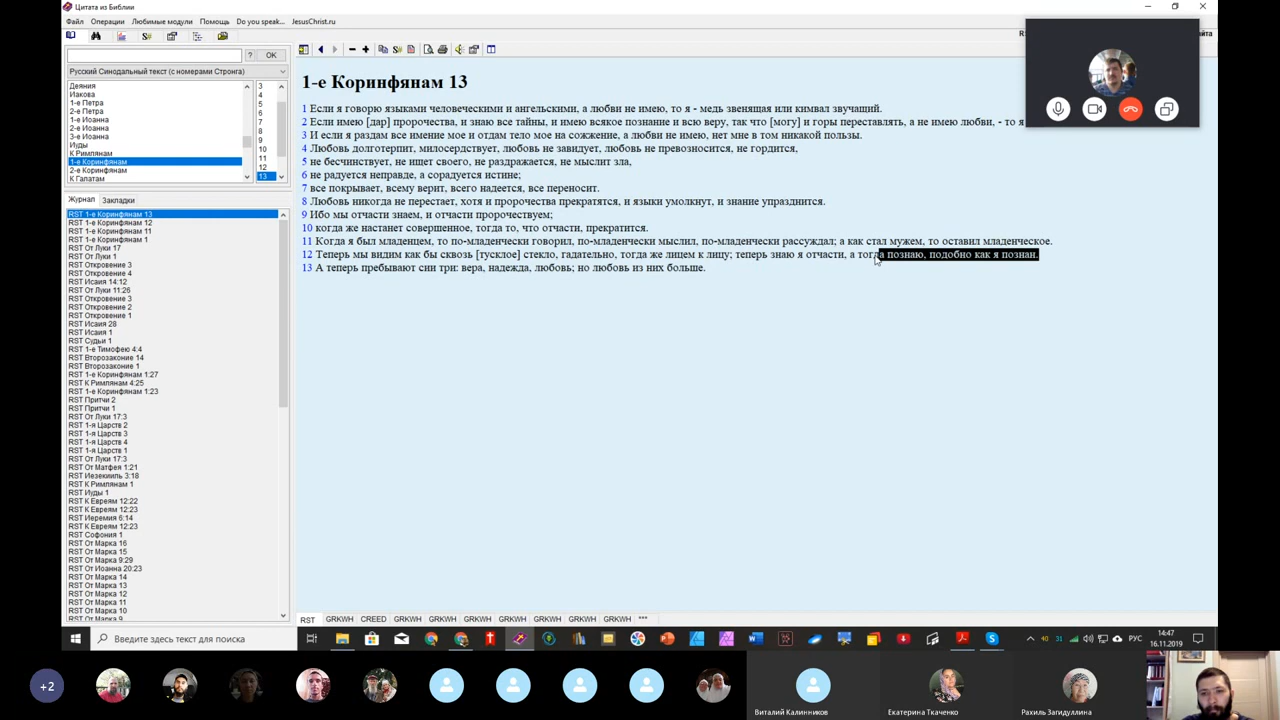 Цитата из Библии
Файл Операции Любимые модули Помощь Do you speak... JesusChrist.ru
? OK
Русский Синодальный текст (с номерами Стронга)
Деяния
Иакова
1-е Петра
2-е Петра
1-е Иоанна
2-е Иоанна
3-е Иоанна
Иуды
К Римлянам
1-е Коринфянам
2-е Коринфянам
К Галатам
3
4
5
6
7
8
9
10
11
12
13
Журнал Закладки
RST 1-е Коринфянам 13
RST 1-е Коринфянам 12
RST 1-е Коринфянам 11
RST 1-е Коринфянам 1
RST От Луки 17
RST От Луки 1
RST Откровение 3
RST Откровение 4
RST Исаия 14:12
RST От Луки 11:26
RST Откровение 3
RST Откровение 2
RST Откровение 1
RST Исаия 28
RST Исаия 1
RST Судьи 1
RST 1-е Тимофею 4:4
RST Второзаконие 14
RST Второзаконие 1
RST 1-е Коринфянам 1:27
RST К Римлянам 4:25
RST 1-е Коринфянам 1:23
RST Притчи 2
RST Притчи 1
RST От Луки 17:3
RST 1-я Царств 2
RST 1-я Царств 3
RST 1-я Царств 4
RST 1-я Царств 1
RST От Луки 17:3
RST От Матфея 1:21
RST Иезекииль 3:18
RST К Римлянам 1
RST Иуды 1
RST К Евреям 12:22
RST К Евреям 12:23
RST Иеремия 6:14
RST К Евреям 12:23
RST Софония 1
RST От Марка 16
RST От Марка 15
RST От Марка 9:29
RST От Иоанна 20:23
RST От Марка 14
RST От Марка 13
RST От Марка 12
RST От Марка 11
RST От Марка 10
RST От Марка 9
1-е Коринфянам 13
1 Если я говорю языками человеческими и ангельскими, а любви не имею, то я - медь звенящая или кимвал звучащий.
2 Если имею [дар] пророчества, и знаю все тайны, и имею всякое познание и всю веру, так что [могу] и горы переставлять, а не имею любви, - то я
3 И если я раздам все имение мое и отдам тело мое на сожжение, а любви не имею, нет мне в том никакой пользы.
4 Любовь долготерпит, милосердствует, любовь не завидует, любовь не превозносится, не гордится,
5 не бесчинствует, не ищет своего, не раздражается, не мыслит зла,
6 не радуется неправде, а сорадуется истине;
7 все покрывает, всему верит, всего надеется, все переносит.
8 Любовь никогда не перестает, хотя и пророчества прекратятся, и языки умолкнут, и знание упразднится.
9 Ибо мы отчасти знаем, и отчасти пророчествуем;
10 когда же настанет совершенное, тогда то, что отчасти, прекратится.
11 Когда я был младенцем, то по-младенчески говорил, по-младенчески мыслил, по-младенчески рассуждал; а как стал мужем, то оставил младенческое.
12 Теперь мы видим как бы сквозь [тусклое] стекло, гадательно, тогда же лицем к лицу; теперь знаю я отчасти, а тогда познаю, подобно как я познан.
13 А теперь пребывают сии три: вера, надежда, любовь; но любовь из них больше.
RST GRKWH CREED GRKWH GRKWH GRKWH GRKWH GRKWH GRKWH ***
Введите здесь текст для поиска
40 31 РУС 14:47
16.11.2019
+2
Виталий Калинников
Екатерина Ткаченко
Рахиль Загидуллина